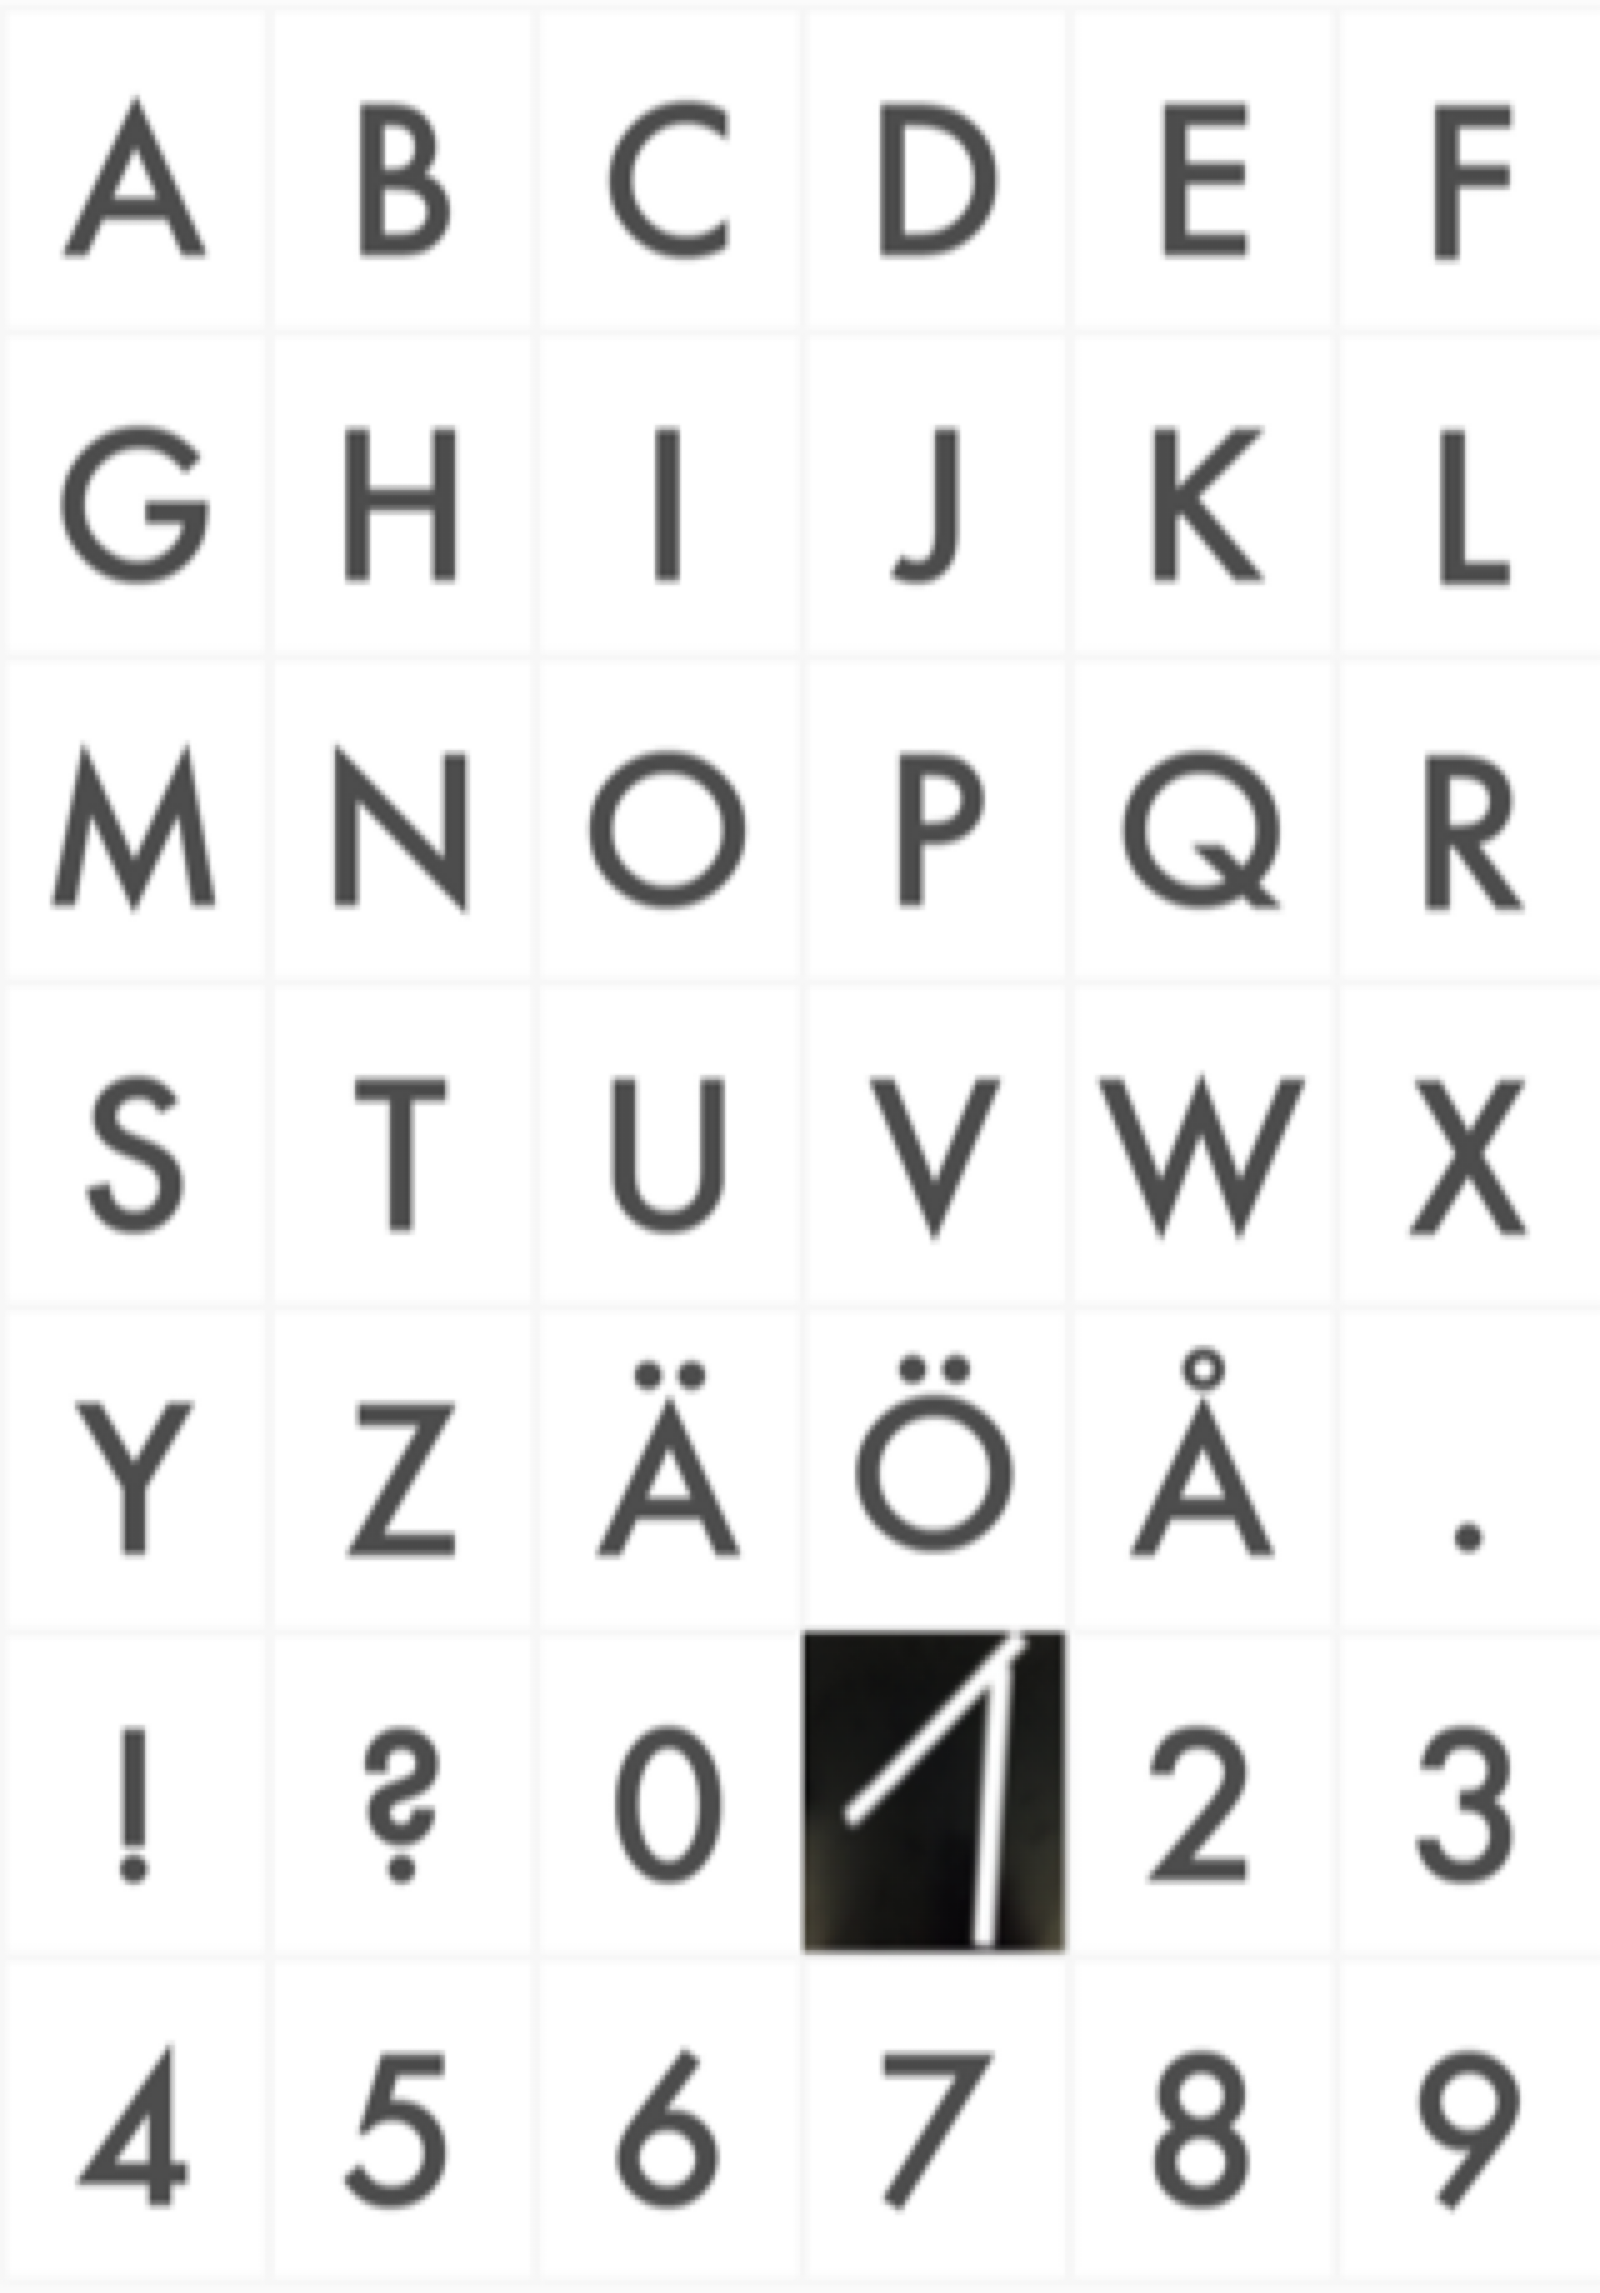 A B C D E F
G H I J K L
M N O P Q R
S T U V W X
Y Z Ä Ö Å .
! ? 0 1 2 3
4 5 6 7 8 9